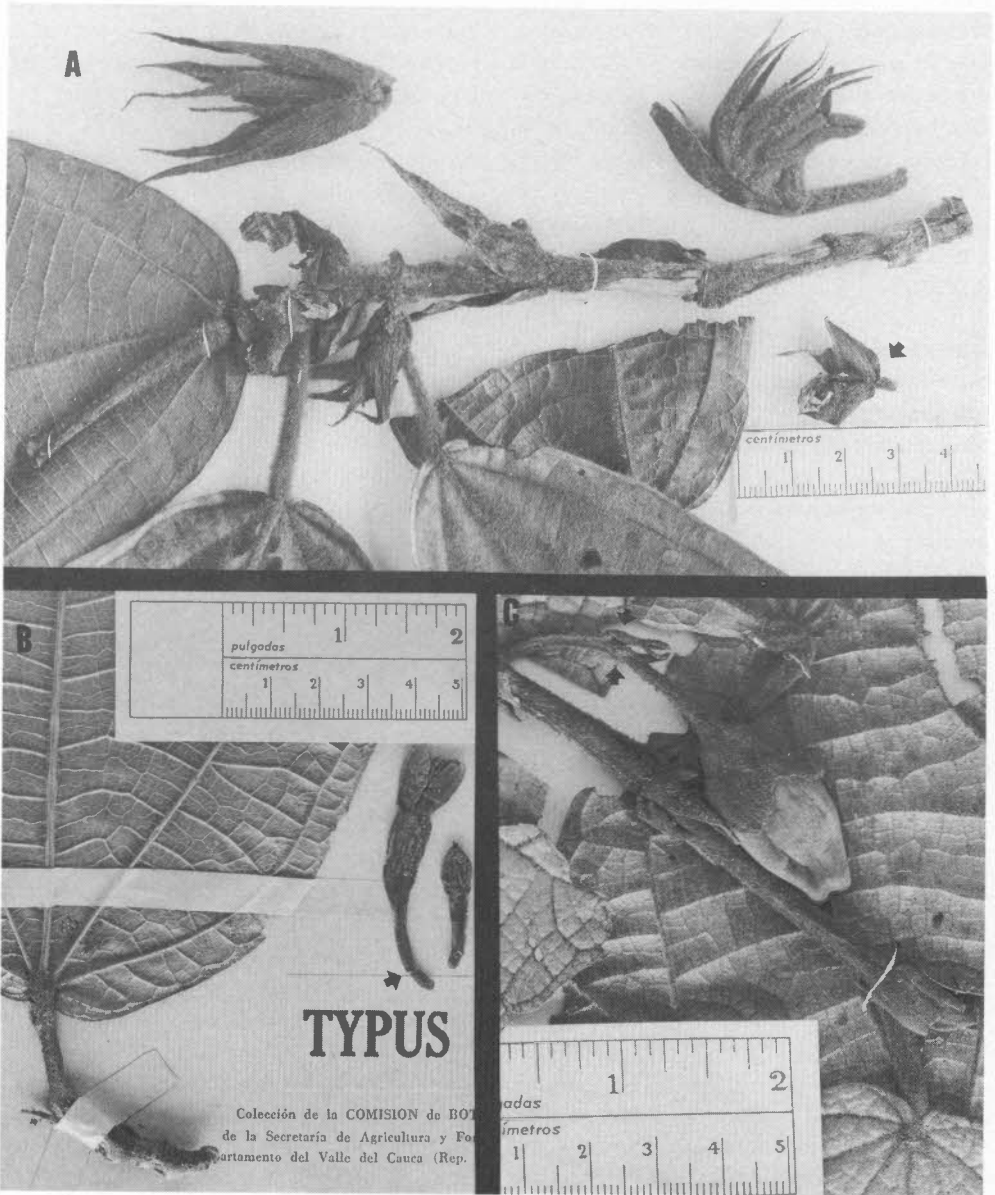 A
centímetros
1 2 3 4
B
pulgadas
1 2
centímetros
1 2 3 4 5
TYPUS
Colección de la COMISION de BOT
de la Secretaría de Agricultura y Fo
artamento del Valle del Cauca (Rep.
C
1 2
adas
ímetros
1 2 3 4 5